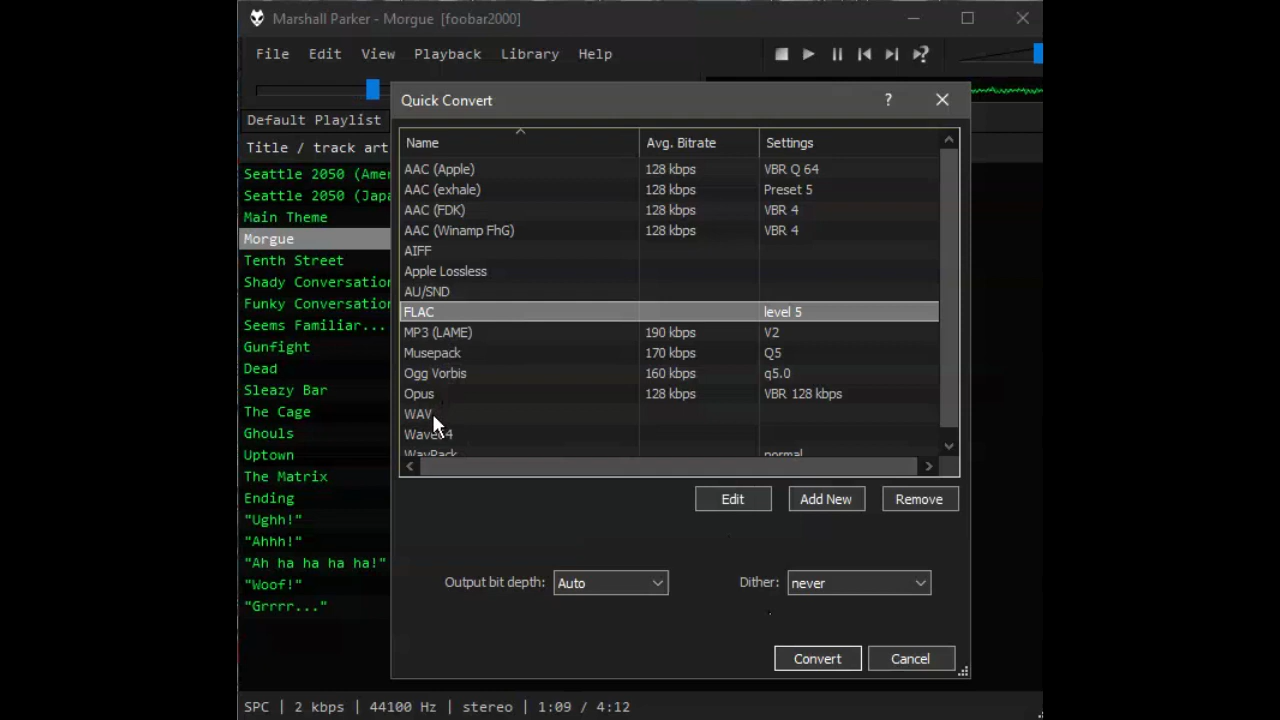 Marshall Parker - Morgue [foobar2000]
File Edit View Playback Library Help
Quick Convert
Default Playlist
Title / track art
Name Avg. Bitrate Settings
AAC (Apple) 128 kbps VBR Q 64
AAC (exhale) 128 kbps Preset 5
AAC (FDK) 128 kbps VBR 4
AAC (Winamp FhG) 128 kbps VBR 4
AIFF
Apple Lossless
AU/SND
FLAC level 5
MP3 (LAME) 190 kbps V2
Musepack 170 kbps Q5
Ogg Vorbis 160 kbps q5.0
Opus 128 kbps VBR 128 kbps
WAV
WavPack normal
Seattle 2050 (Amer
Seattle 2050 (Japa
Main Theme
Morgue
Tenth Street
Shady Conversation
Funky Conversation
Seems Familiar...
Gunfight
Dead
Sleazy Bar
The Cage
Ghouls
Uptown
The Matrix
Ending
"Ughh!"
"Ahhh!"
"Ah ha ha ha ha!"
"Woof!"
"Grrrr..."
Edit Add New Remove
Output bit depth: Auto Dither: never
Convert Cancel
SPC | 2 kbps | 44100 Hz | stereo | 1:09 / 4:12